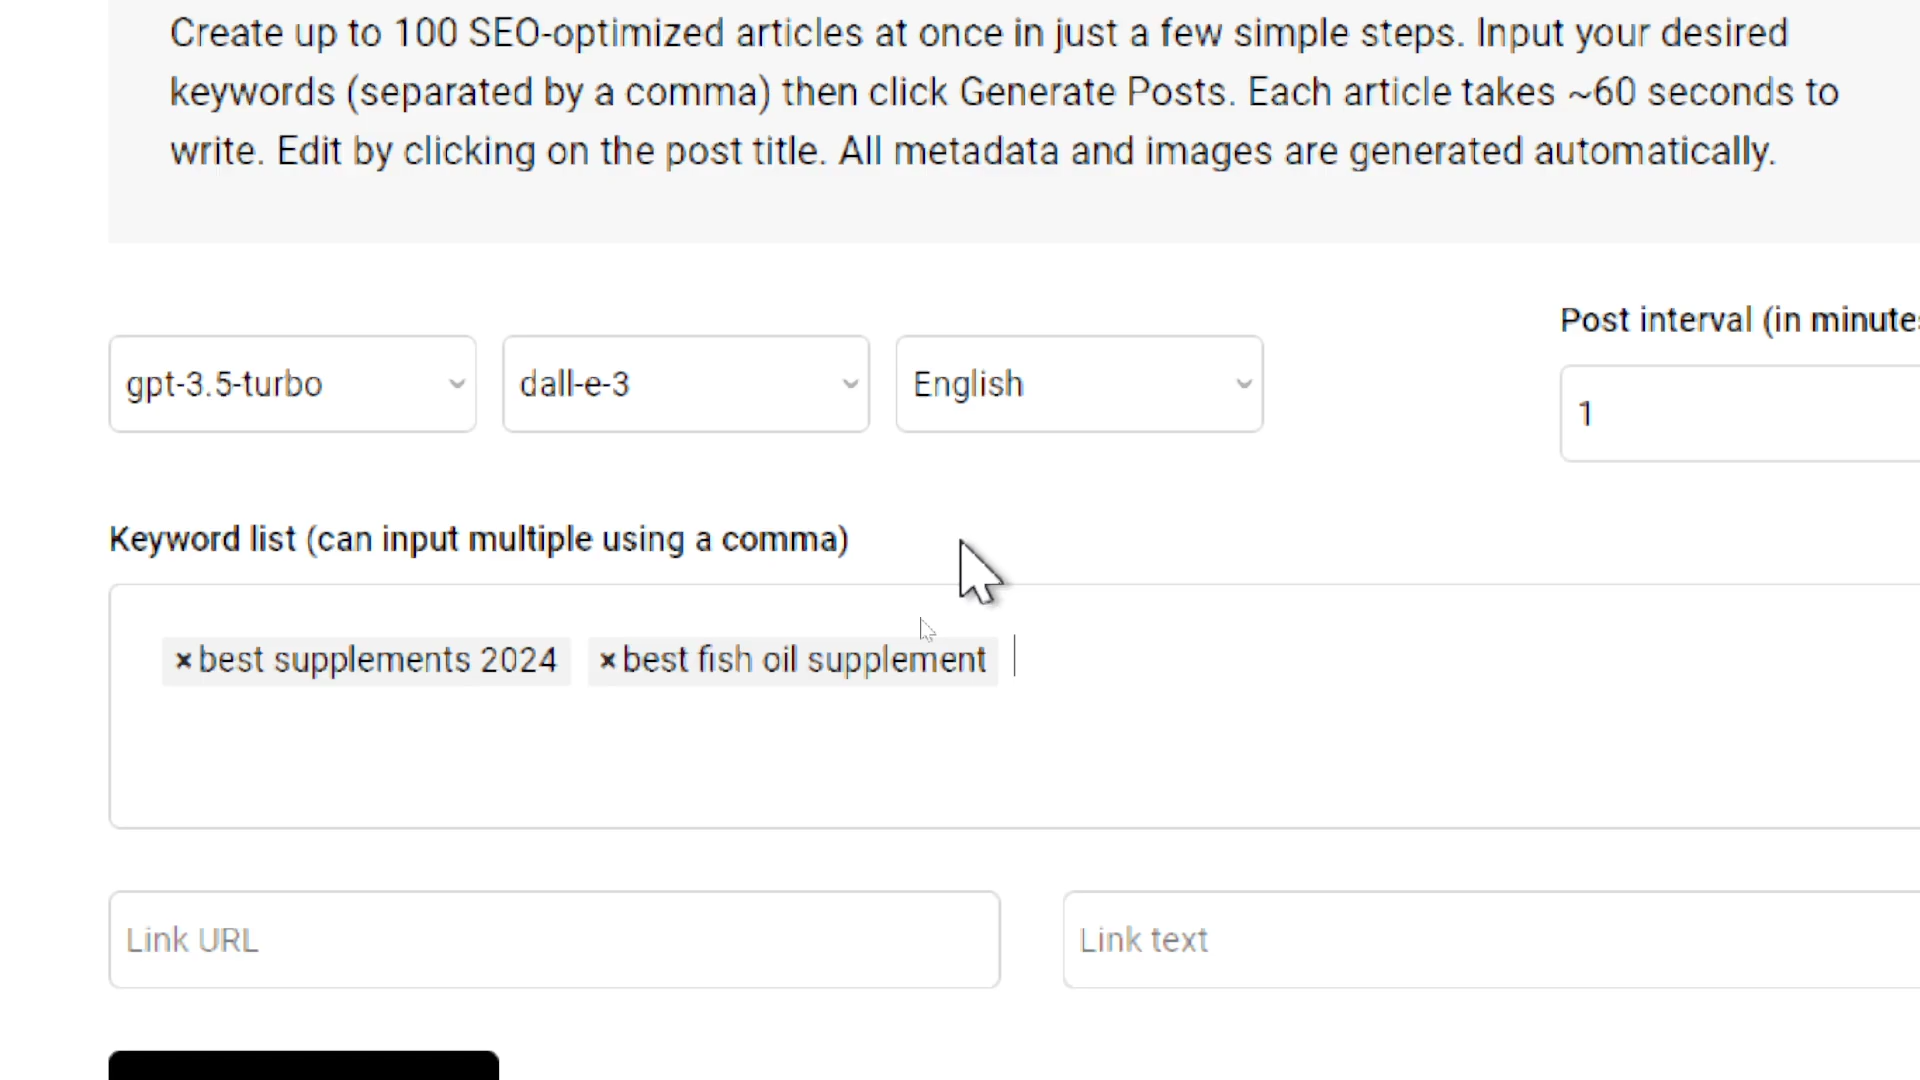 Create up to 100 SEO-optimized articles at once in just a few simple steps. Input your desired
keywords (separated by a comma) then click Generate Posts. Each article takes ~60 seconds to
write. Edit by clicking on the post title. All metadata and images are generated automatically.
Post interval (in minutes
gpt-3.5-turbo
dall-e-3
English
1
Keyword list (can input multiple using a comma)
×best supplements 2024 ×best fish oil supplement
Link URL
Link text